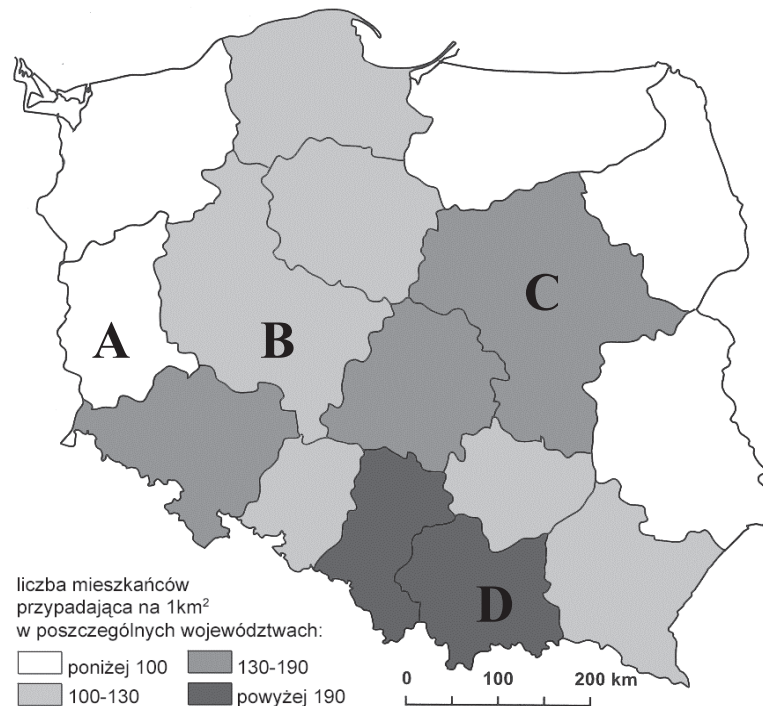 A
B
C
D
liczba mieszkańców
przypadająca na 1km²
w poszczególnych województwach:
poniżej 100
130-190
100-130
powyżej 190
0 100 200 km